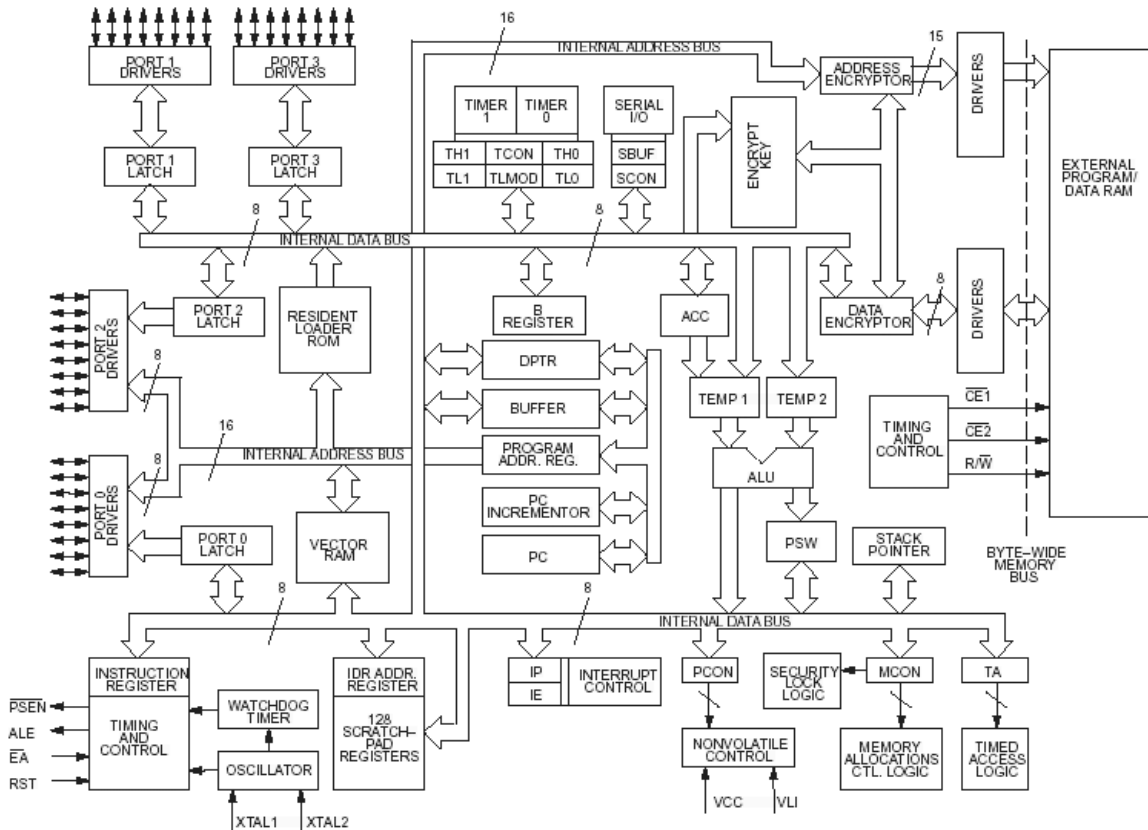 16
INTERNAL ADDRESS BUS
15
PORT 1
DRIVERS
PORT 3
DRIVERS
ADDRESS
ENCRYPTOR
DRIVERS
TIMER
1
TIMER
0
SERIAL
I/O
ENCRYPT
KEY
EXTERNAL
PROGRAM/
DATA RAM
PORT 1
LATCH
PORT 3
LATCH
TH1
TCON
TH0
SBUF
TL1
TLMOD
TL0
SCON
8
8
INTERNAL DATA BUS
PORT 2
DRIVERS
PORT 2
LATCH
RESIDENT
LOADER
ROM
B
REGISTER
ACC
DATA
ENCRYPTOR
8
DRIVERS
DPTR
8
BUFFER
TEMP 1
TEMP 2
TIMING
AND
CONTROL
C̅E̅1
C̅E̅2
R/W̅
16
INTERNAL ADDRESS BUS
PROGRAM
ADDR. REG.
ALU
PORT 0
DRIVERS
8
PC
INCREMENTOR
PORT 0
LATCH
VECTOR
RAM
PC
PSW
STACK
POINTER
BYTE–WIDE
MEMORY
BUS
8
8
INTERNAL DATA BUS
INSTRUCTION
REGISTER
IDR ADDR.
REGISTER
IP
IE
INTERRUPT
CONTROL
PCON
SECURITY
LOCK
LOGIC
MCON
TA
P̅S̅E̅N̅
ALE
E̅A̅
RST
TIMING
AND
CONTROL
WATCHDOG
TIMER
OSCILLATOR
128
SCRATCH–
PAD
REGISTERS
NONVOLATILE
CONTROL
MEMORY
ALLOCATIONS
CTL. LOGIC
TIMED
ACCESS
LOGIC
XTAL1
XTAL2
VCC
VLI